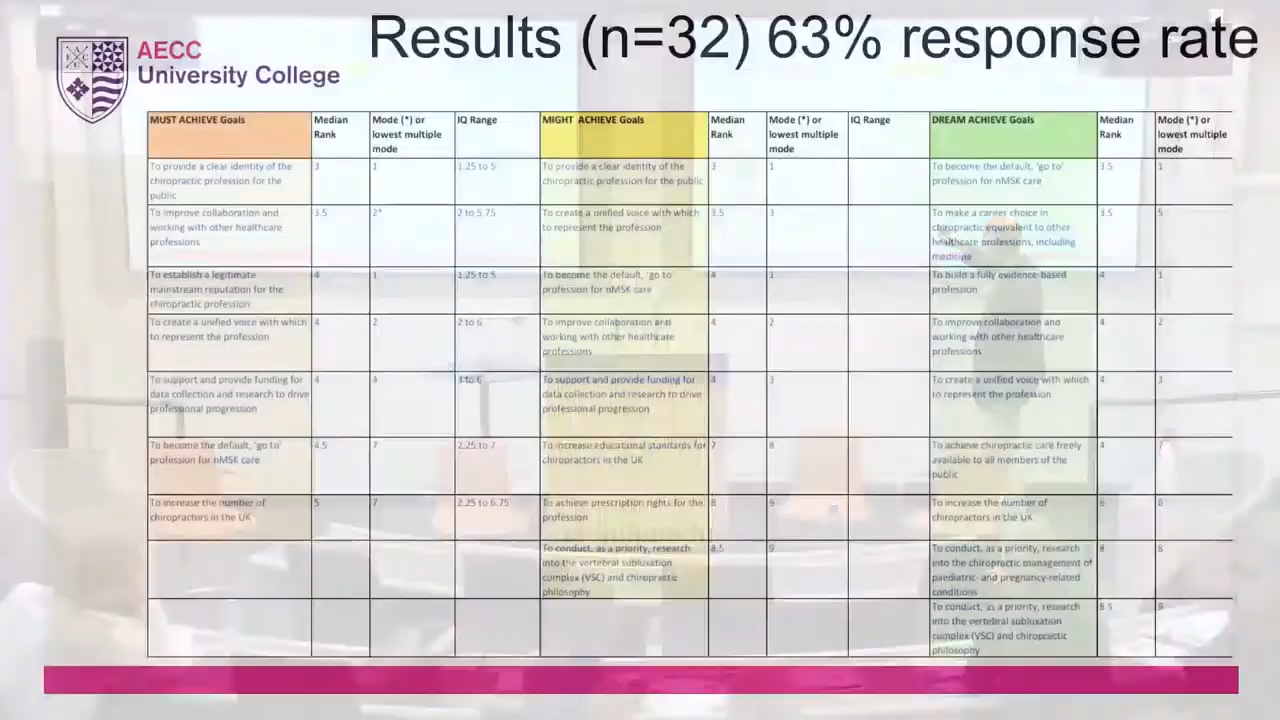 Results (n=32) 63% response rate
AECC
University College
MUST ACHIEVE Goals
Median
Rank
Mode (*) or
lowest multiple
mode
IQ Range
MIGHT ACHIEVE Goals
Median
Rank
Mode (*) or
lowest multiple
mode
IQ Range
DREAM ACHIEVE Goals
Median
Rank
Mode (*) or
lowest multiple
mode
To provide a clear identity of the
chiropractic profession for the
public
3
1
1.25 to 5
To provide a clear identity of the
chiropractic profession for the public
3
1
To become the default, 'go to'
profession for nMSK care
3.5
1
To improve collaboration and
working with other healthcare
professions
3.5
2*
2 to 5.75
To create a unified voice with which
to represent the profession
3.5
3
To make a career choice in
chiropractic equivalent to other
healthcare professions, including
medicine
3.5
5
To establish a legitimate
mainstream reputation for the
chiropractic profession
4
1
1.25 to 5
To become the default, 'go to'
profession for nMSK care
4
1
To build a fully evidence-based
profession
4
1
To create a unified voice with which
to represent the profession
4
2
2 to 6
To improve collaboration and
working with other healthcare
professions
4
2
To improve collaboration and
working with other healthcare
professions
4
2
To support and provide funding for
data collection and research to drive
professional progression
4
4
3 to 6
To support and provide funding for
data collection and research to drive
professional progression
4
3
To create a unified voice with which
to represent the profession
4
3
To become the default, 'go to'
profession for nMSK care
4.5
7
2.25 to 7
To increase educational standards for
chiropractors in the UK
7
8
To achieve chiropractic care freely
available to all members of the
public
4
7
To increase the number of
chiropractors in the UK
5
7
2.25 to 6.75
To achieve prescription rights for the
profession
8
9
To increase the number of
chiropractors in the UK
6
8
To conduct, as a priority, research
into the vertebral subluxation
complex (VSC) and chiropractic
philosophy
8.5
9
To conduct, as a priority, research
into the chiropractic management of
paediatric- and pregnancy-related
conditions
8
8
To conduct, as a priority, research
into the vertebral subluxation
complex (VSC) and chiropractic
philosophy
8.5
9